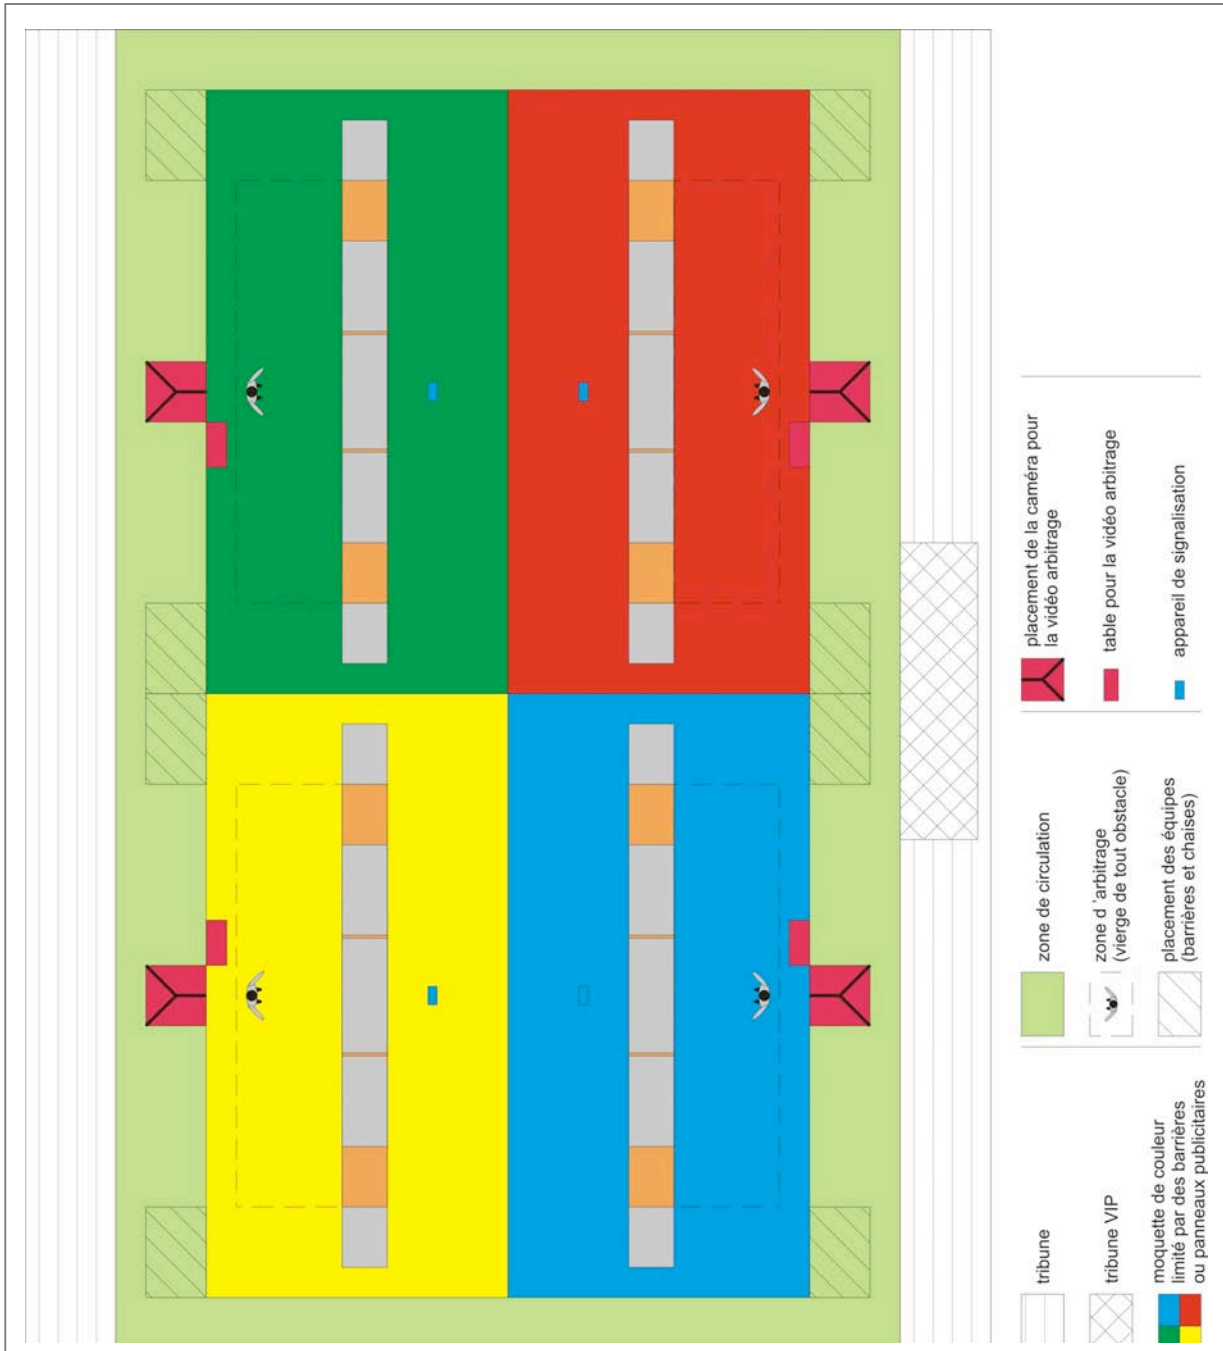 tribune
tribune VIP
moquette de couleur
limité par des barrières
ou panneaux publicitaires
zone de circulation
zone d 'arbitrage
(vierge de tout obstacle)
placement des équipes
(barrières et chaises)
placement de la caméra pour
la vidéo arbitrage
table pour la vidéo arbitrage
appareil de signalisation